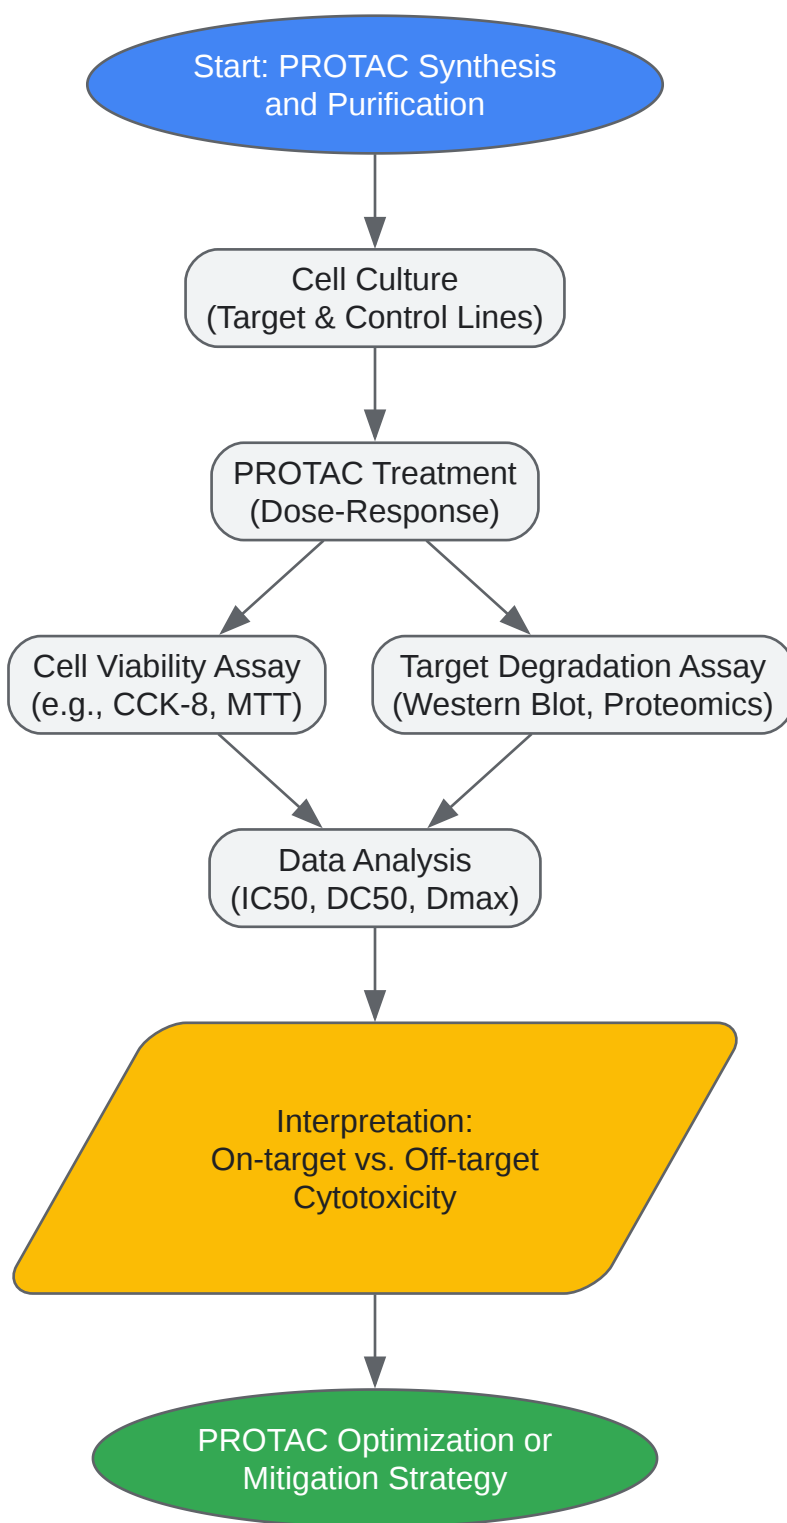 Start: PROTAC Synthesis
and Purification
Cell Culture
(Target & Control Lines)
PROTAC Treatment
(Dose-Response)
Cell Viability Assay
(e.g., CCK-8, MTT)
Target Degradation Assay
(Western Blot, Proteomics)
Data Analysis
(IC50, DC50, Dmax)
Interpretation:
On-target vs. Off-target
Cytotoxicity
PROTAC Optimization or
Mitigation Strategy